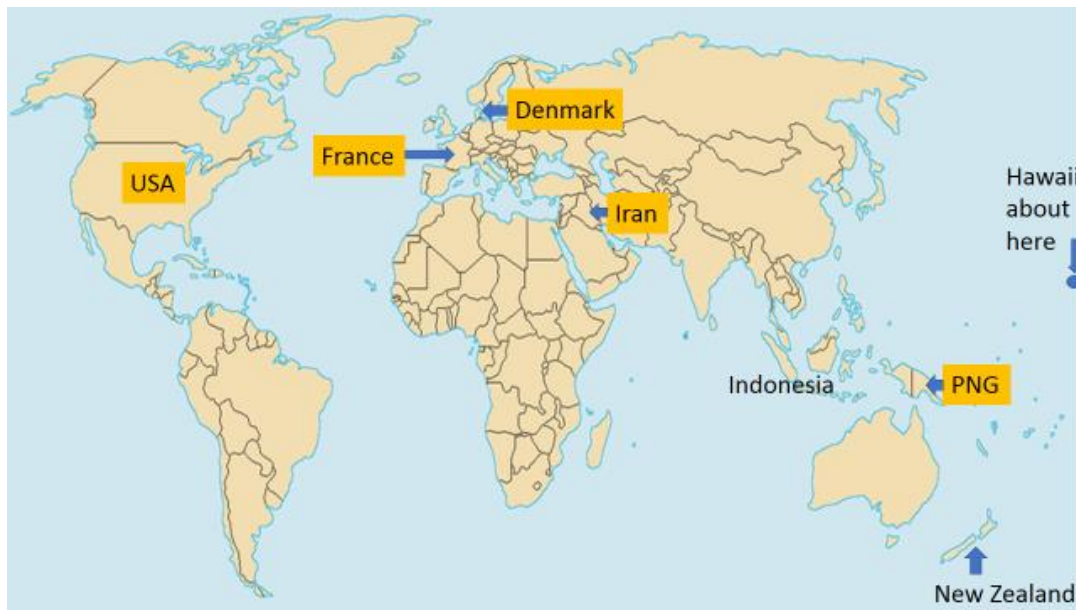 Denmark
France
USA
Hawaii
about
here
Iran
Indonesia
PNG
New Zealand